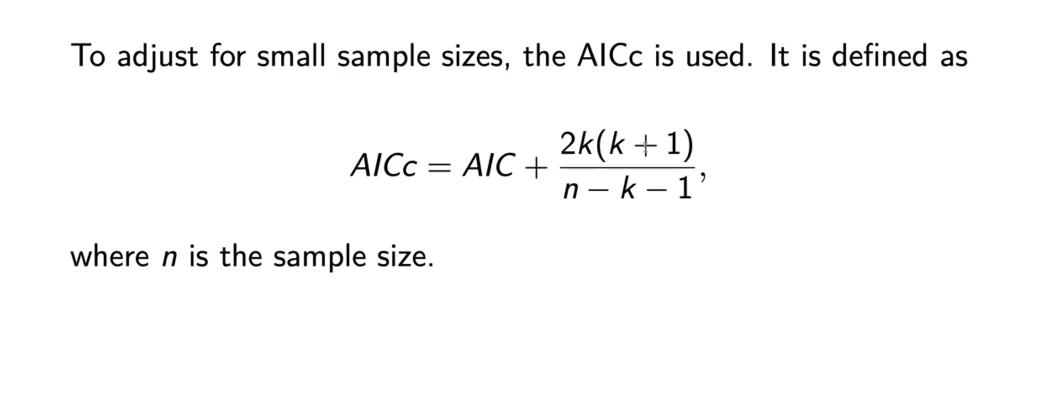 To adjust for small sample sizes, the AICc is used. It is defined as
AICc = AIC + \frac{2k(k + 1)}{n − k − 1},
where n is the sample size.